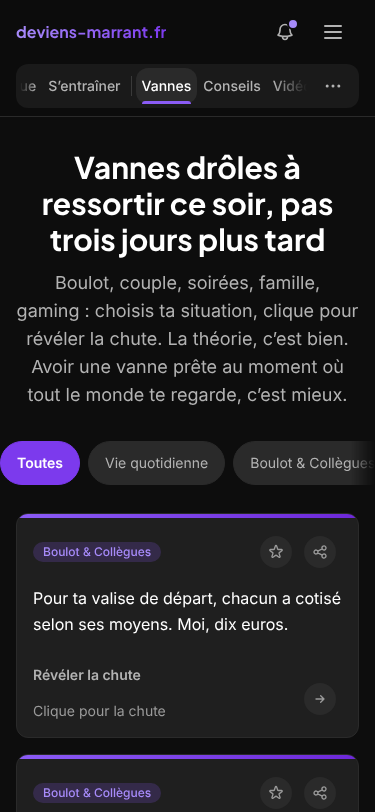 deviens-marrant.fr
ue S’entraîner Vannes Conseils Vidé
Vannes drôles à
ressortir ce soir, pas
trois jours plus tard
Boulot, couple, soirées, famille,
gaming : choisis ta situation, clique pour
révéler la chute. La théorie, c’est bien.
Avoir une vanne prête au moment où
tout le monde te regarde, c’est mieux.
Toutes Vie quotidienne Boulot & Collègues
Boulot & Collègues
Pour ta valise de départ, chacun a cotisé
selon ses moyens. Moi, dix euros.
Révéler la chute
Clique pour la chute
Boulot & Collègues